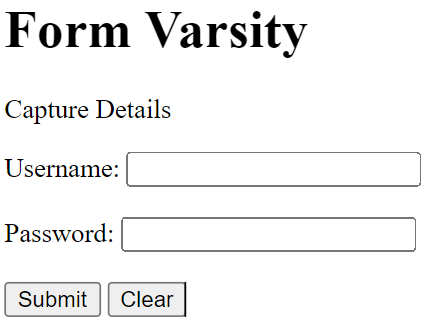 Form Varsity
Capture Details
Username:
Password:
Submit Clear